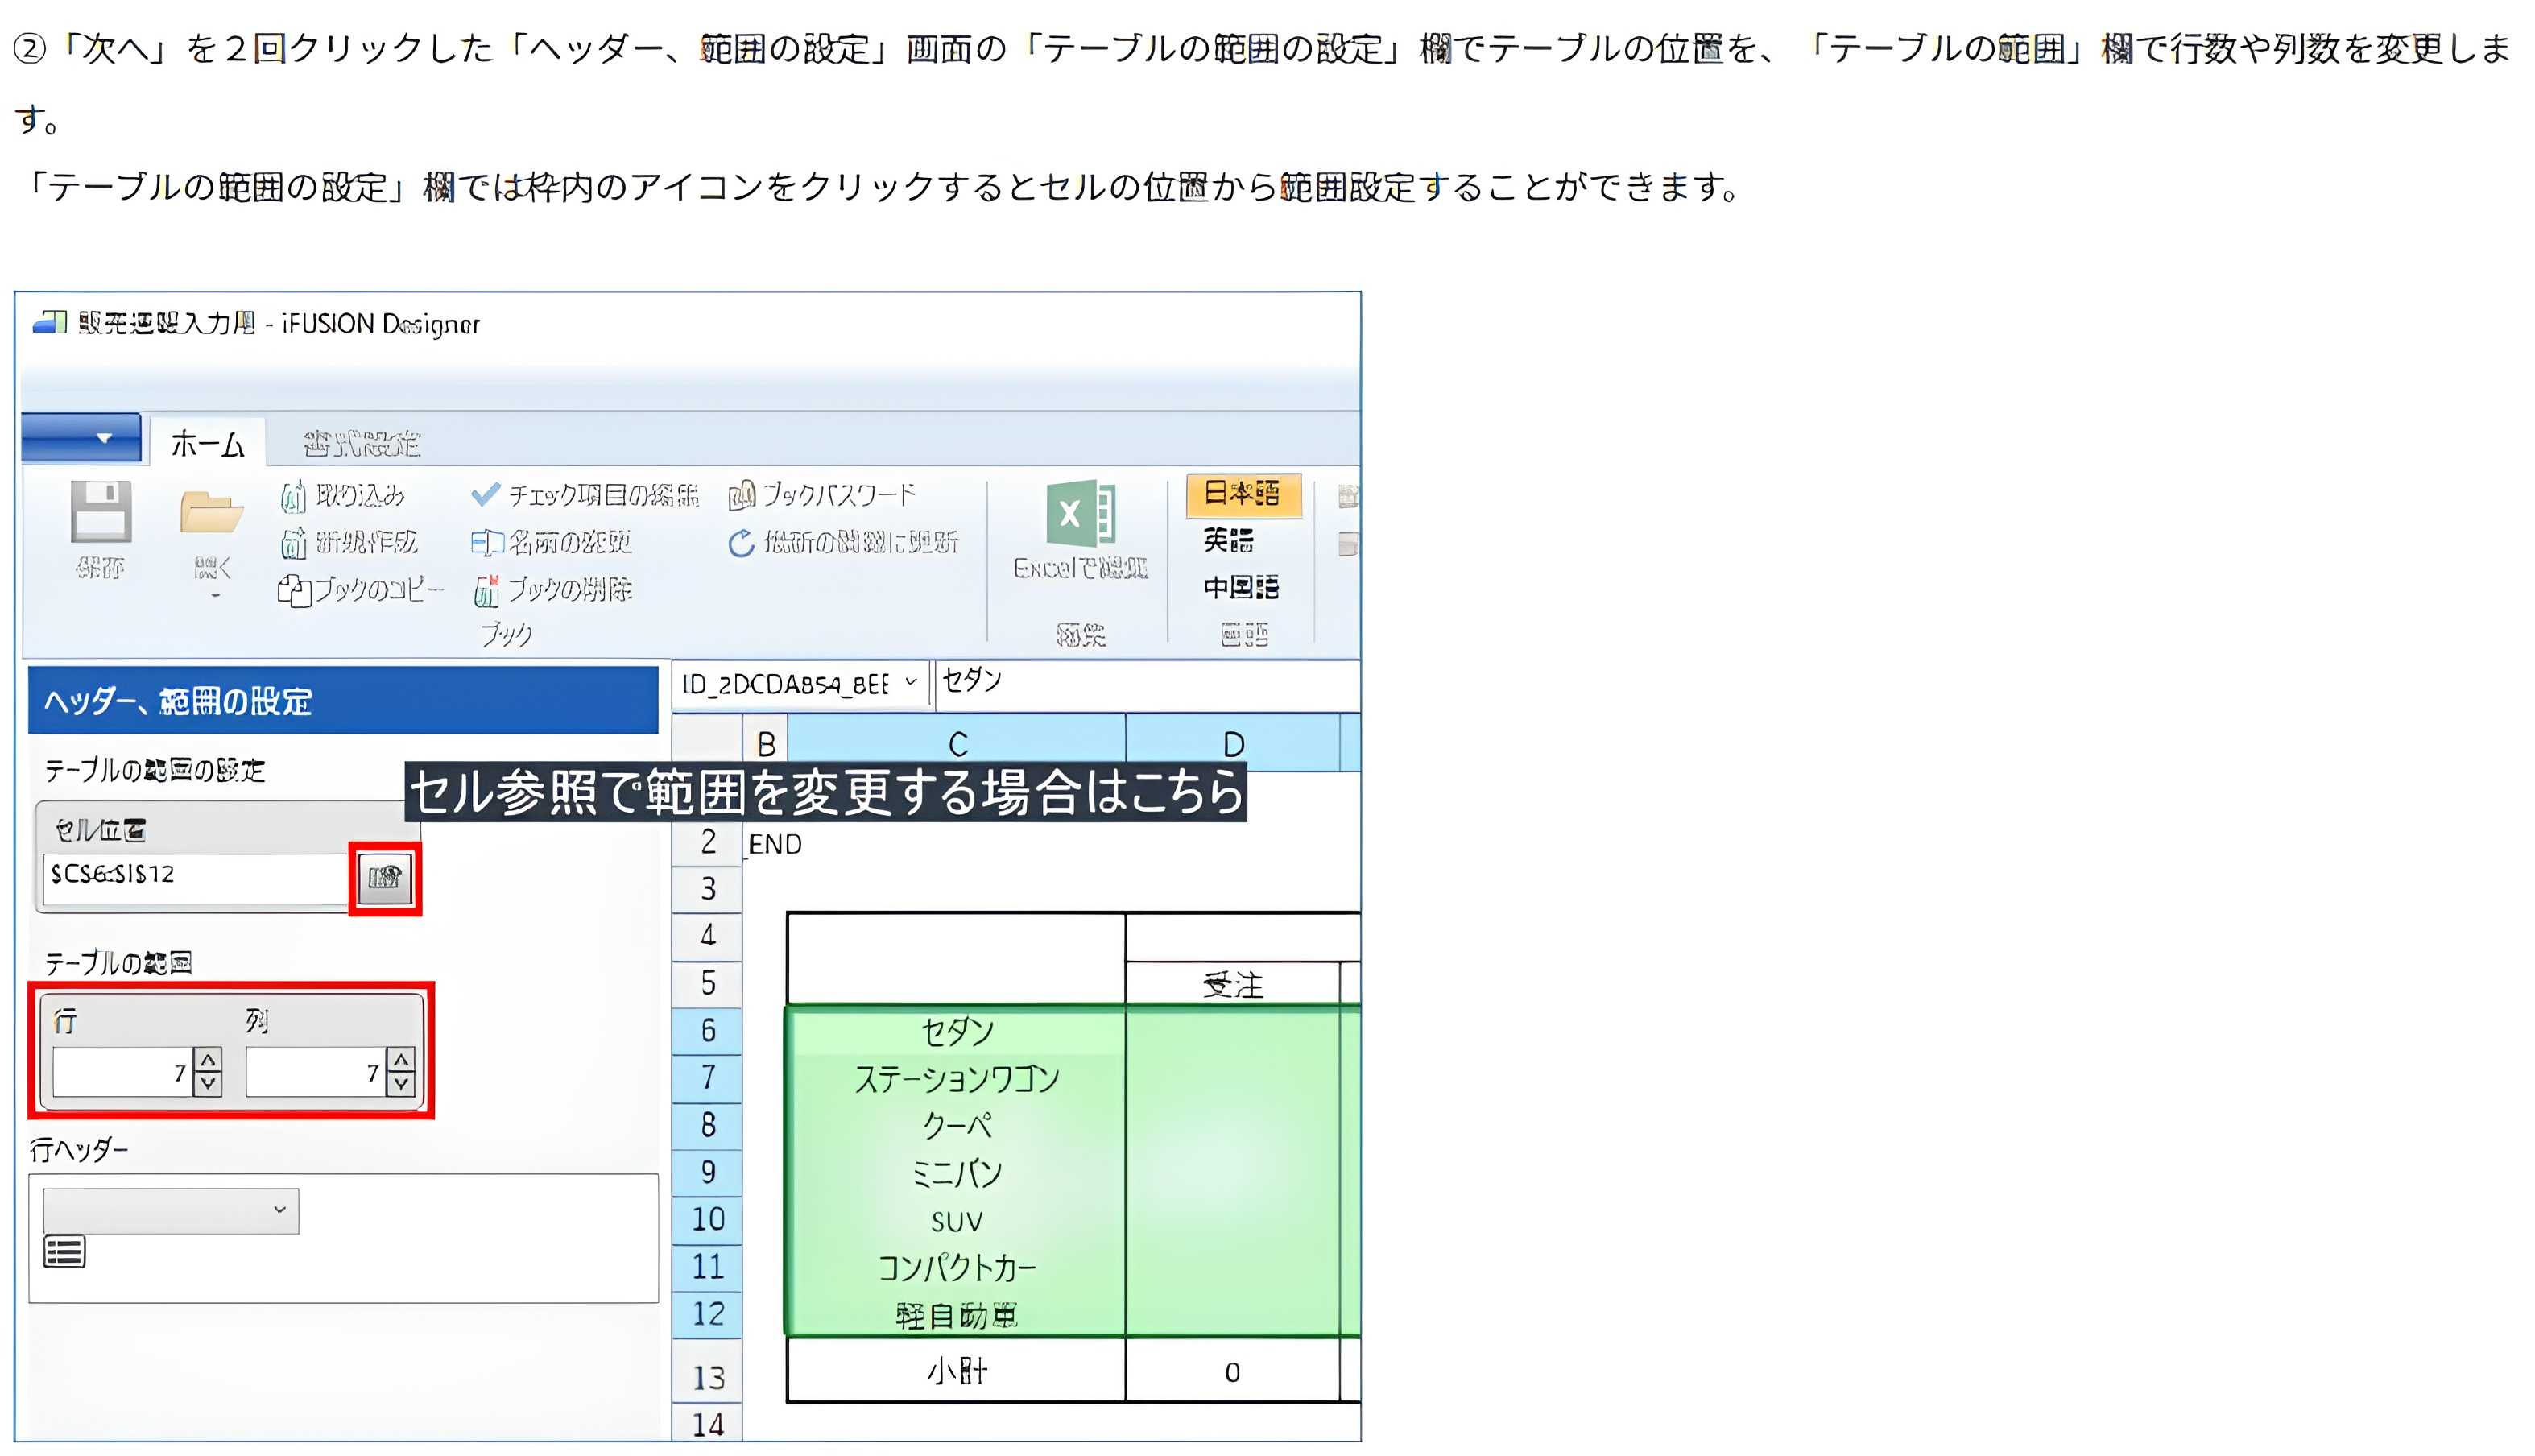 ②「次へ」を２回クリックした「ヘッダー、範囲の設定」画面の「テーブルの範囲の設定」欄でテーブルの位置を、「テーブルの範囲」欄で行数や列数を変更しま
す。
「テーブルの範囲の設定」欄では枠内のアイコンをクリックするとセルの位置から範囲設定することができます。
入力用 - iFUSION Designer
ホーム 書式設定
取り込み チェック項目の編集 ブックパスワード 日本語
新規作成 名前の変更 英語
保存 開く Excelで 中国語
ブックのコピー ブックの削除
ブック 編集 言語
ヘッダー、範囲の設定 ID_2DCDA854_8EE セダン
B C D
テーブルの範囲の設定
セル参照で範囲を変更する場合はこちら
セル位置
2 _END
$C$6:$I$12
3
4
テーブルの範囲
5 受注
行 列
6 セダン
7 7
7 ステーションワゴン
8 クーペ
行ヘッダー
9 ミニバン
10 SUV
11 コンパクトカー
12 軽自動車
13 小計 0
14